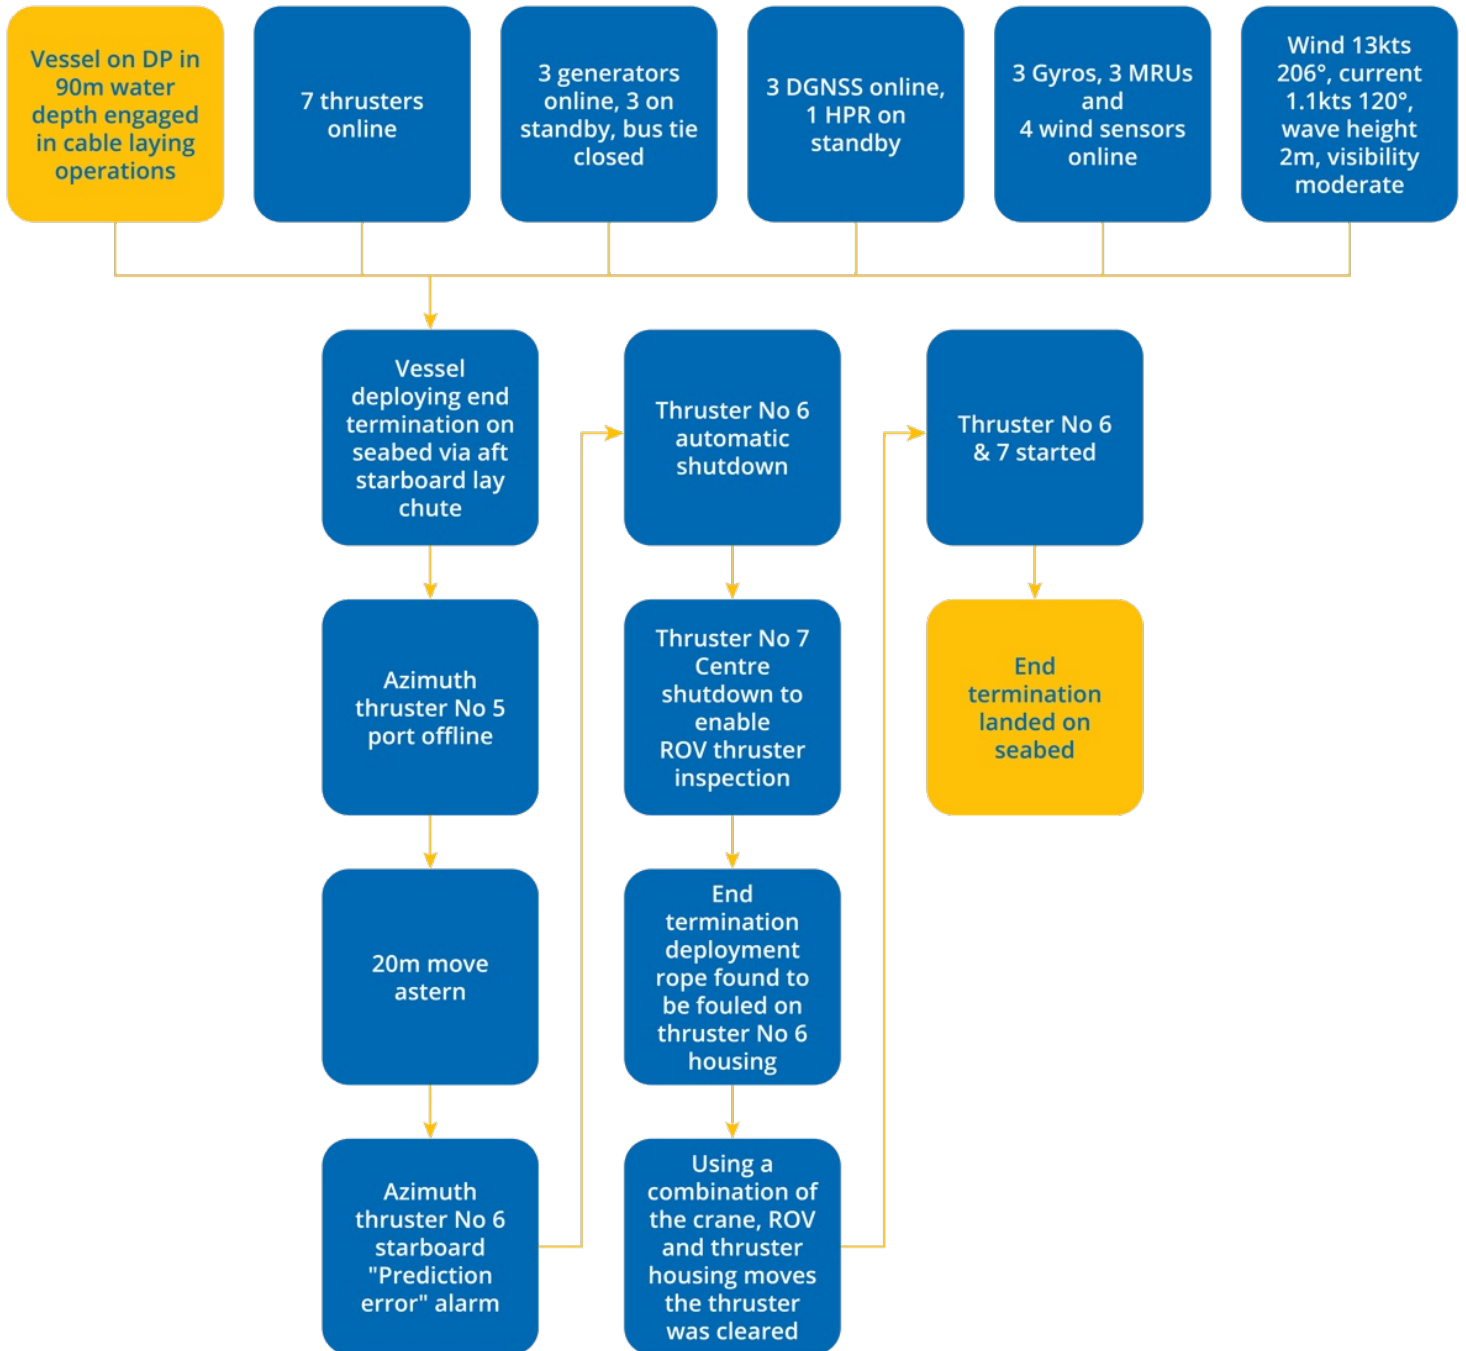 Vessel on DP in
90m water
depth engaged
in cable laying
operations
7 thrusters
online
3 generators
online, 3 on
standby, bus tie
closed
3 DGNSS online,
1 HPR on
standby
3 Gyros, 3 MRUs
and
4 wind sensors
online
Wind 13kts
206°, current
1.1kts 120°,
wave height
2m, visibility
moderate
Vessel
deploying end
termination on
seabed via aft
starboard lay
chute
Azimuth
thruster No 5
port offline
20m move
astern
Azimuth
thruster No 6
starboard
"Prediction
error" alarm
Thruster No 6
automatic
shutdown
Thruster No 7
Centre
shutdown to
enable
ROV thruster
inspection
End
termination
deployment
rope found to
be fouled on
thruster No 6
housing
Using a
combination of
the crane, ROV
and thruster
housing moves
the thruster
was cleared
Thruster No 6
& 7 started
End
termination
landed on
seabed